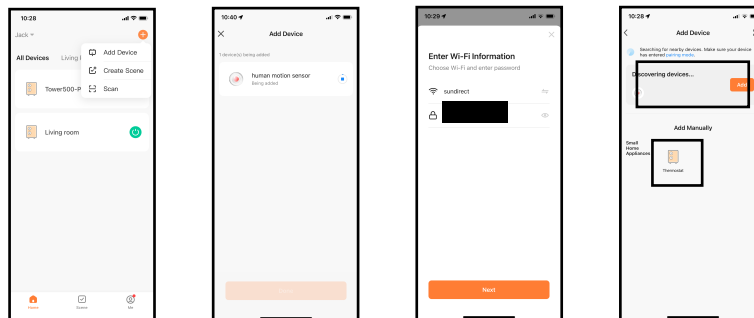 10:28
Jack
Add Device
Create Scene
Scan
All Devices
Living
Tower500-P
Living room
Home
Scene
Me
10:40
Add Device
1 device(s) being added
human motion sensor
Being added
10:29
Enter Wi-Fi Information
Choose Wi-Fi and enter password
sundirect
Next
10:28
Add Device
Searching for nearby devices. Make sure your device
has entered pairing mode.
Discovering devices...
Add
Add Manually
Small
Home
Appliances
Thermostat